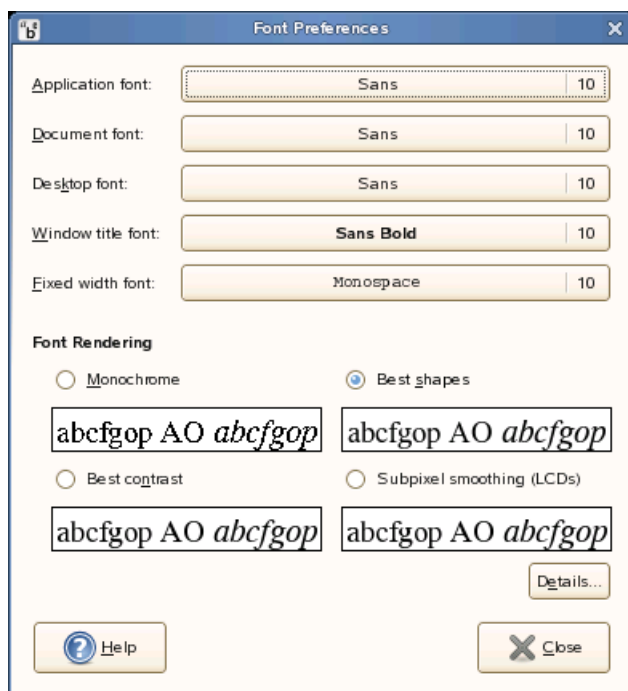 Font Preferences
Application font: Sans 10
Document font: Sans 10
Desktop font: Sans 10
Window title font: Sans Bold 10
Fixed width font: Monospace 10
Font Rendering
Monochrome Best shapes
abcfgop AO abcfgop abcfgop AO abcfgop
Best contrast Subpixel smoothing (LCDs)
abcfgop AO abcfgop abcfgop AO abcfgop
Details...
Help Close